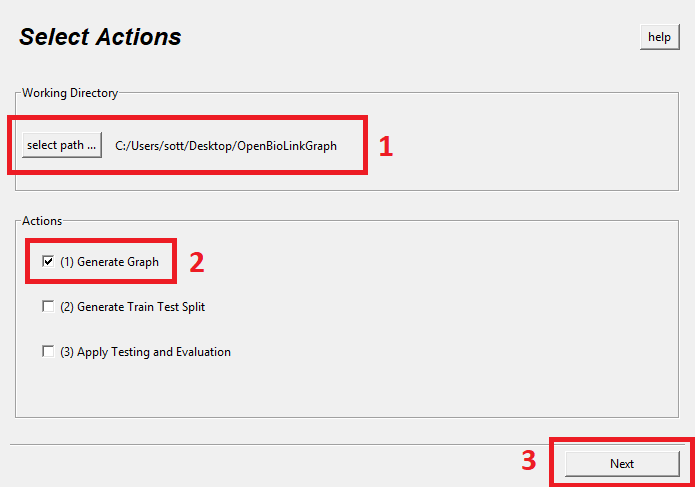 Select Actions
help
Working Directory
select path ...
C:/Users/sott/Desktop/OpenBioLinkGraph
1
Actions
(1) Generate Graph
2
(2) Generate Train Test Split
(3) Apply Testing and Evaluation
3
Next